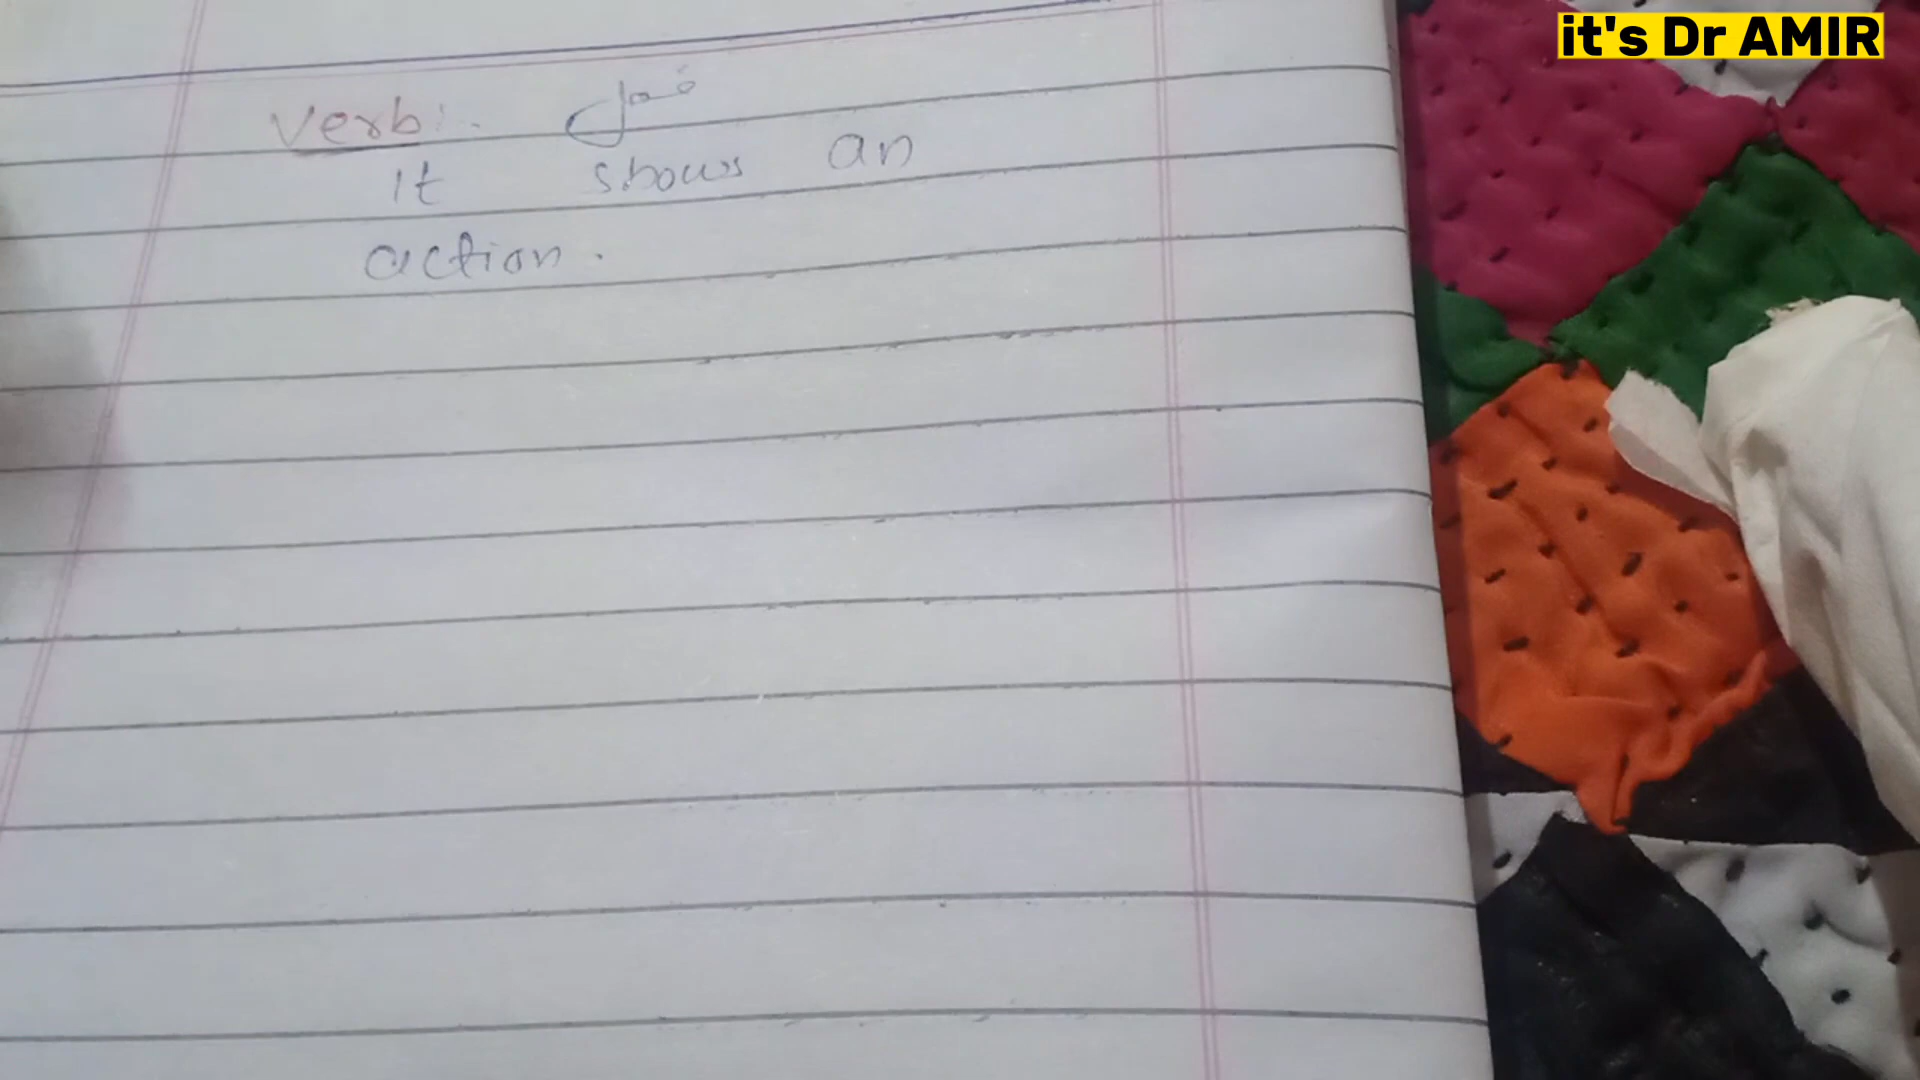 it's Dr AMIR
Verb:. فعل
It shows an
action.